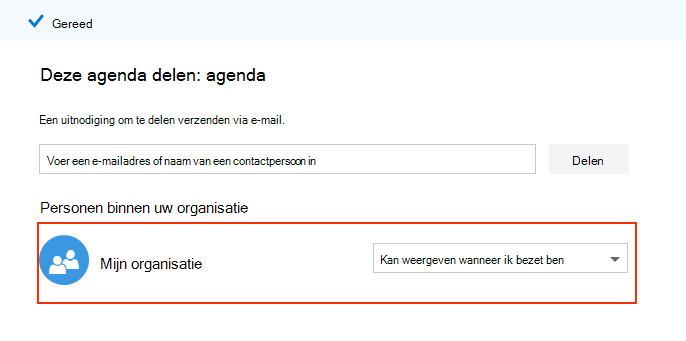 Gereed
Deze agenda delen: agenda
Een uitnodiging om te delen verzenden via e-mail.
Voer een e-mailadres of naam van een contactpersoon in
Delen
Personen binnen uw organisatie
Mijn organisatie
Kan weergeven wanneer ik bezet ben